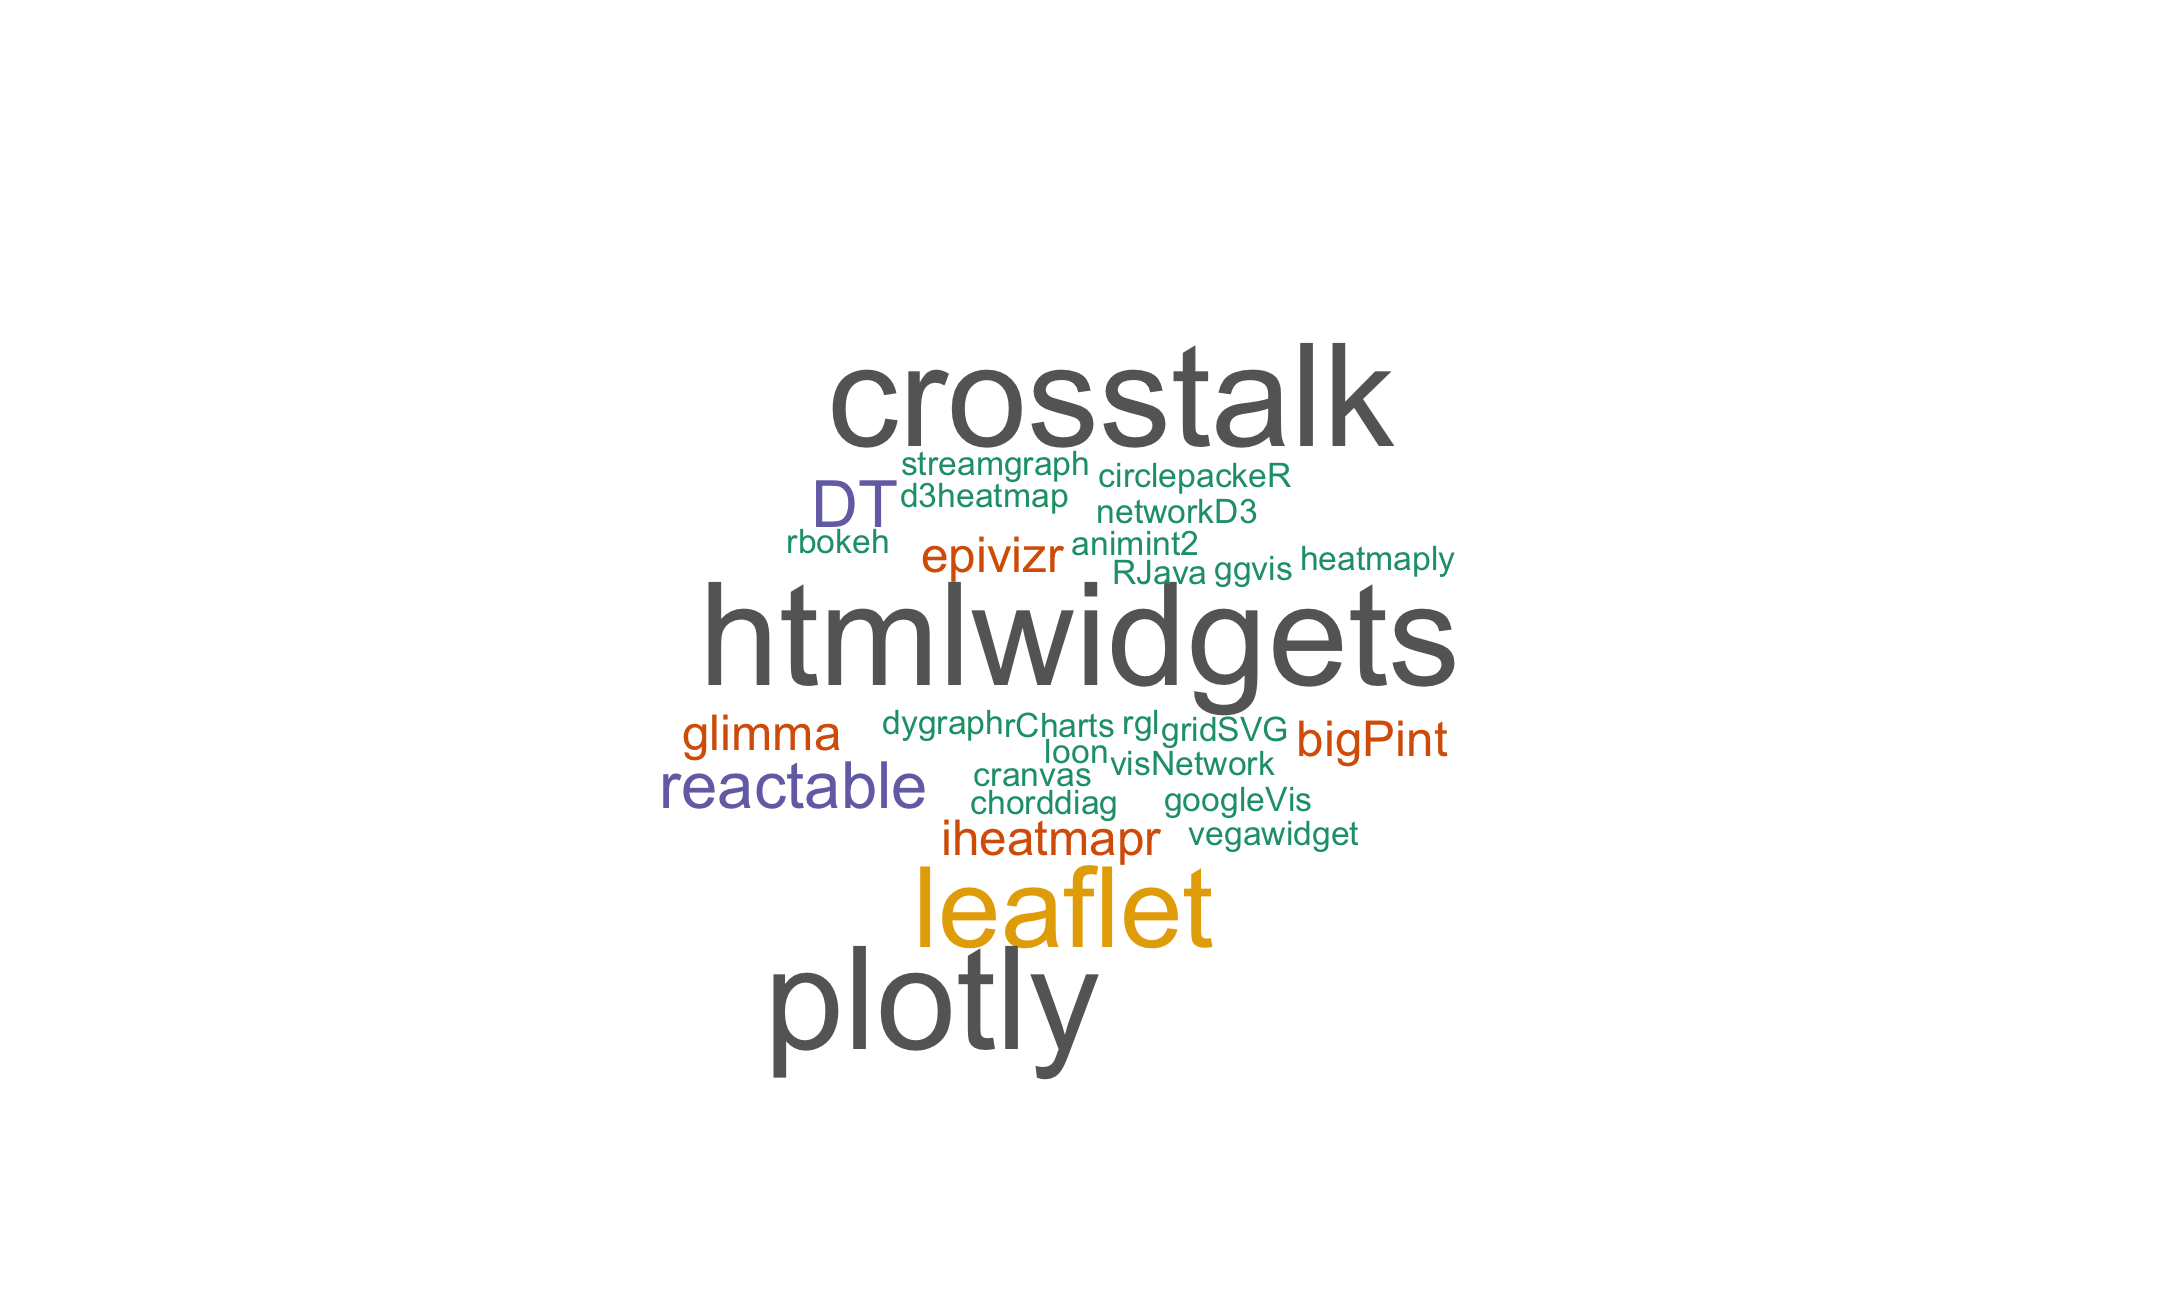 crosstalk
streamgraph circlepackeR
DT d3heatmap networkD3
rbokeh epivizr animint2 heatmaply
RJava ggvis
htmlwidgets
glimma dygraph rCharts rgl gridSVG bigPint
loon visNetwork
reactable cranvas
chorddiag googleVis
iheatmapr vegawidget
leaflet
plotly